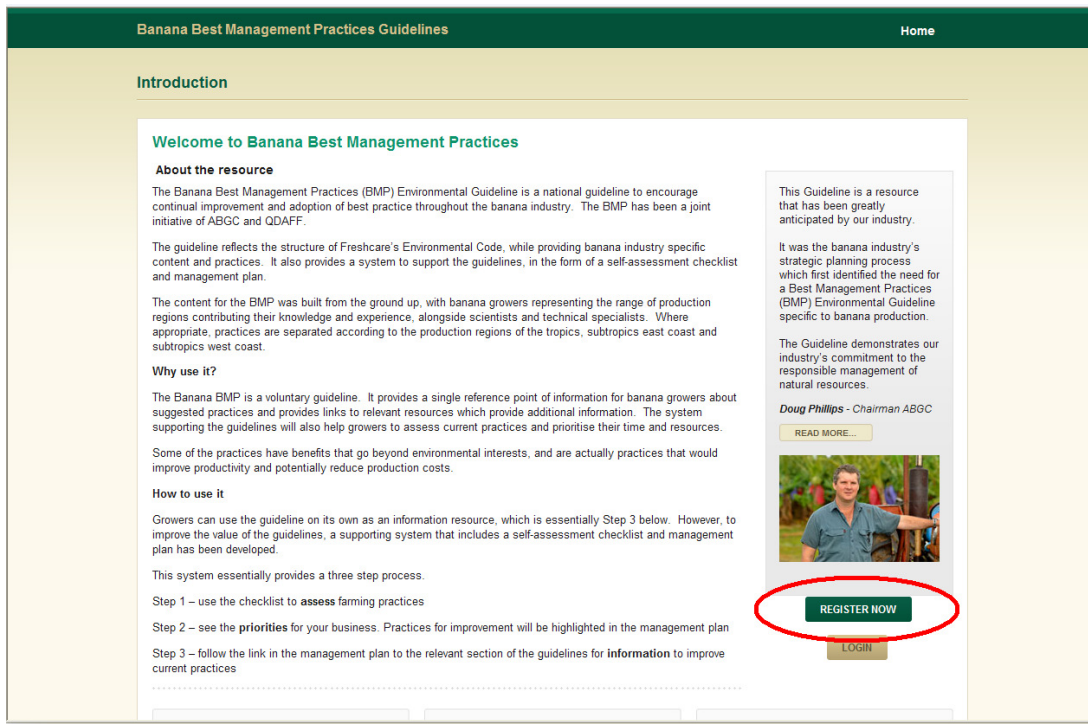 Banana Best Management Practices Guidelines
Home
Introduction
Welcome to Banana Best Management Practices
About the resource
The Banana Best Management Practices (BMP) Environmental Guideline is a national guideline to encourage
continual improvement and adoption of best practice throughout the banana industry.  The BMP has been a joint
initiative of ABGC and QDAFF.
The guideline reflects the structure of Freshcare's Environmental Code, while providing banana industry specific
content and practices.  It also provides a system to support the guidelines, in the form of a self-assessment checklist
and management plan.
The content for the BMP was built from the ground up, with banana growers representing the range of production
regions contributing their knowledge and experience, alongside scientists and technical specialists.  Where
appropriate, practices are separated according to the production regions of the tropics, subtropics east coast and
subtropics west coast.
Why use it?
The Banana BMP is a voluntary guideline.  It provides a single reference point of information for banana growers about
suggested practices and provides links to relevant resources which provide additional information.  The system
supporting the guidelines will also help growers to assess current practices and prioritise their time and resources.
Some of the practices have benefits that go beyond environmental interests, and are actually practices that would
improve productivity and potentially reduce production costs.
How to use it
Growers can use the guideline on its own as an information resource, which is essentially Step 3 below.  However, to
improve the value of the guidelines, a supporting system that includes a self-assessment checklist and management
plan has been developed.
This system essentially provides a three step process.
Step 1 – use the checklist to assess farming practices
Step 2 – see the priorities for your business. Practices for improvement will be highlighted in the management plan
Step 3 – follow the link in the management plan to the relevant section of the guidelines for information to improve
current practices
This Guideline is a resource
that has been greatly
anticipated by our industry.
It was the banana industry's
strategic planning process
which first identified the need for
a Best Management Practices
(BMP) Environmental Guideline
specific to banana production.
The Guideline demonstrates our
industry's commitment to the
responsible management of
natural resources.
Doug Phillips - Chairman ABGC
READ MORE...
REGISTER NOW
LOGIN